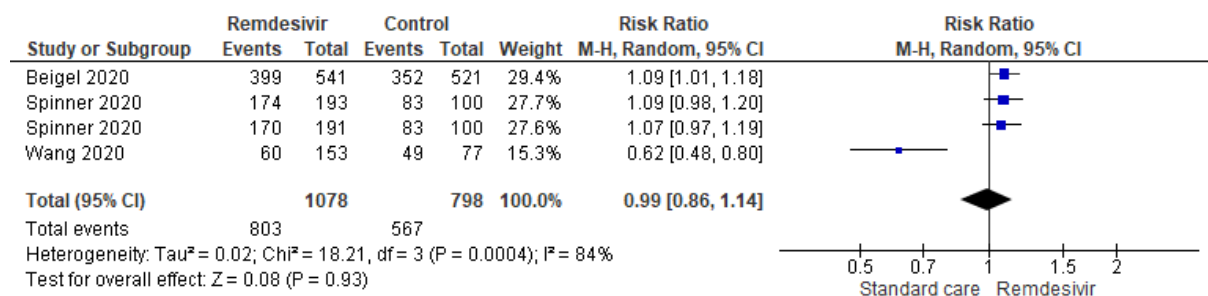 Remdesivir Control Risk Ratio Risk Ratio
Study or Subgroup Events Total Events Total Weight M-H, Random, 95% CI M-H, Random, 95% CI
Beigel 2020 399 541 352 521 29.4% 1.09 [1.01, 1.18]
Spinner 2020 174 193 83 100 27.7% 1.09 [0.98, 1.20]
Spinner 2020 170 191 83 100 27.6% 1.07 [0.97, 1.19]
Wang 2020 60 153 49 77 15.3% 0.62 [0.48, 0.80]
Total (95% CI) 1078 798 100.0% 0.99 [0.86, 1.14]
Total events 803 567
Heterogeneity: Tau² = 0.02; Chi² = 18.21, df = 3 (P = 0.0004); I² = 84%
Test for overall effect: Z = 0.08 (P = 0.93)
0.5 0.7 1 1.5 2
Standard care Remdesivir